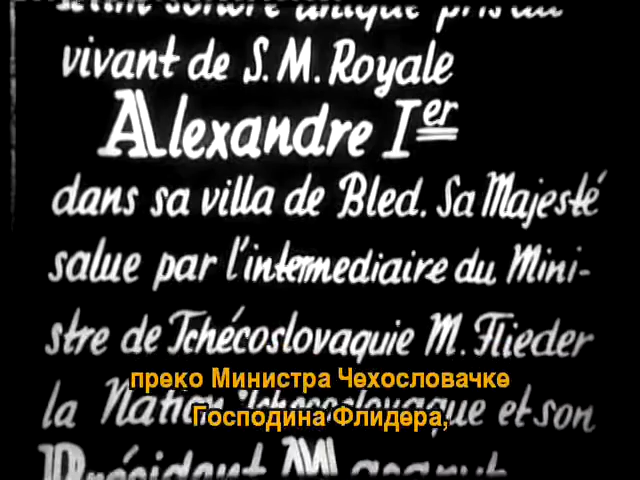 vivant de S.M. Royale
Alexandre Ier
dans sa villa de Bled. Sa Majesté
salue par l'intermediaire du Mini-
stre de Tchécoslovaquie M. Flieder
la Nation Tchecoslovaque et son
преко Министра Чехословачке
Господина Флидера,